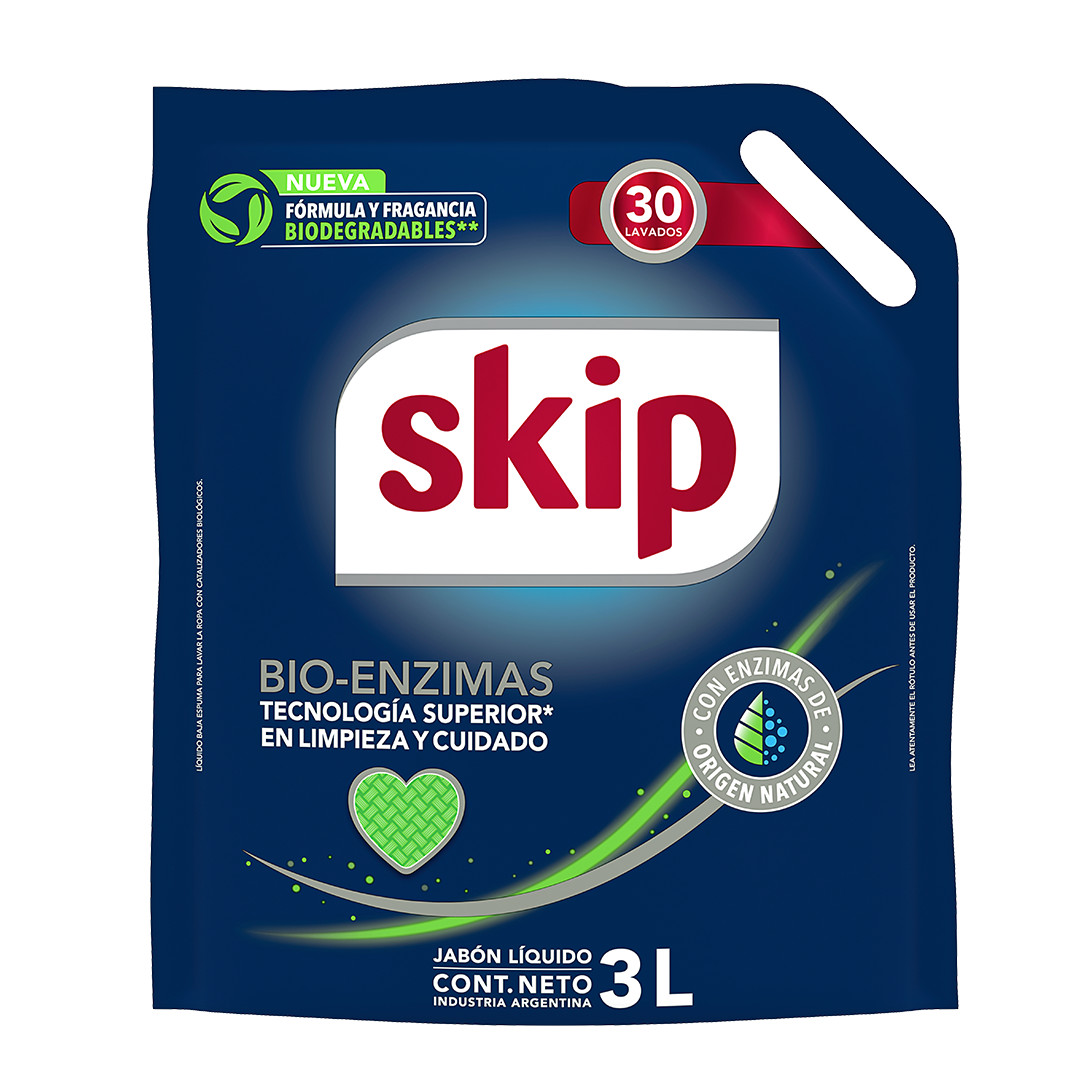 NUEVA
FÓRMULA Y FRAGANCIA
BIODEGRADABLES**
30
LAVADOS
skip
LÍQUIDO BAJA ESPUMA PARA LAVAR LA ROPA CON CATALIZADORES BIOLÓGICOS.
LEA ATENTAMENTE EL RÓTULO ANTES DE USAR EL PRODUCTO.
BIO-ENZIMAS
TECNOLOGÍA SUPERIOR*
EN LIMPIEZA Y CUIDADO
• CON ENZIMAS DE •
ORIGEN NATURAL
JABÓN LÍQUIDO
CONT. NETO 3 L
INDUSTRIA ARGENTINA